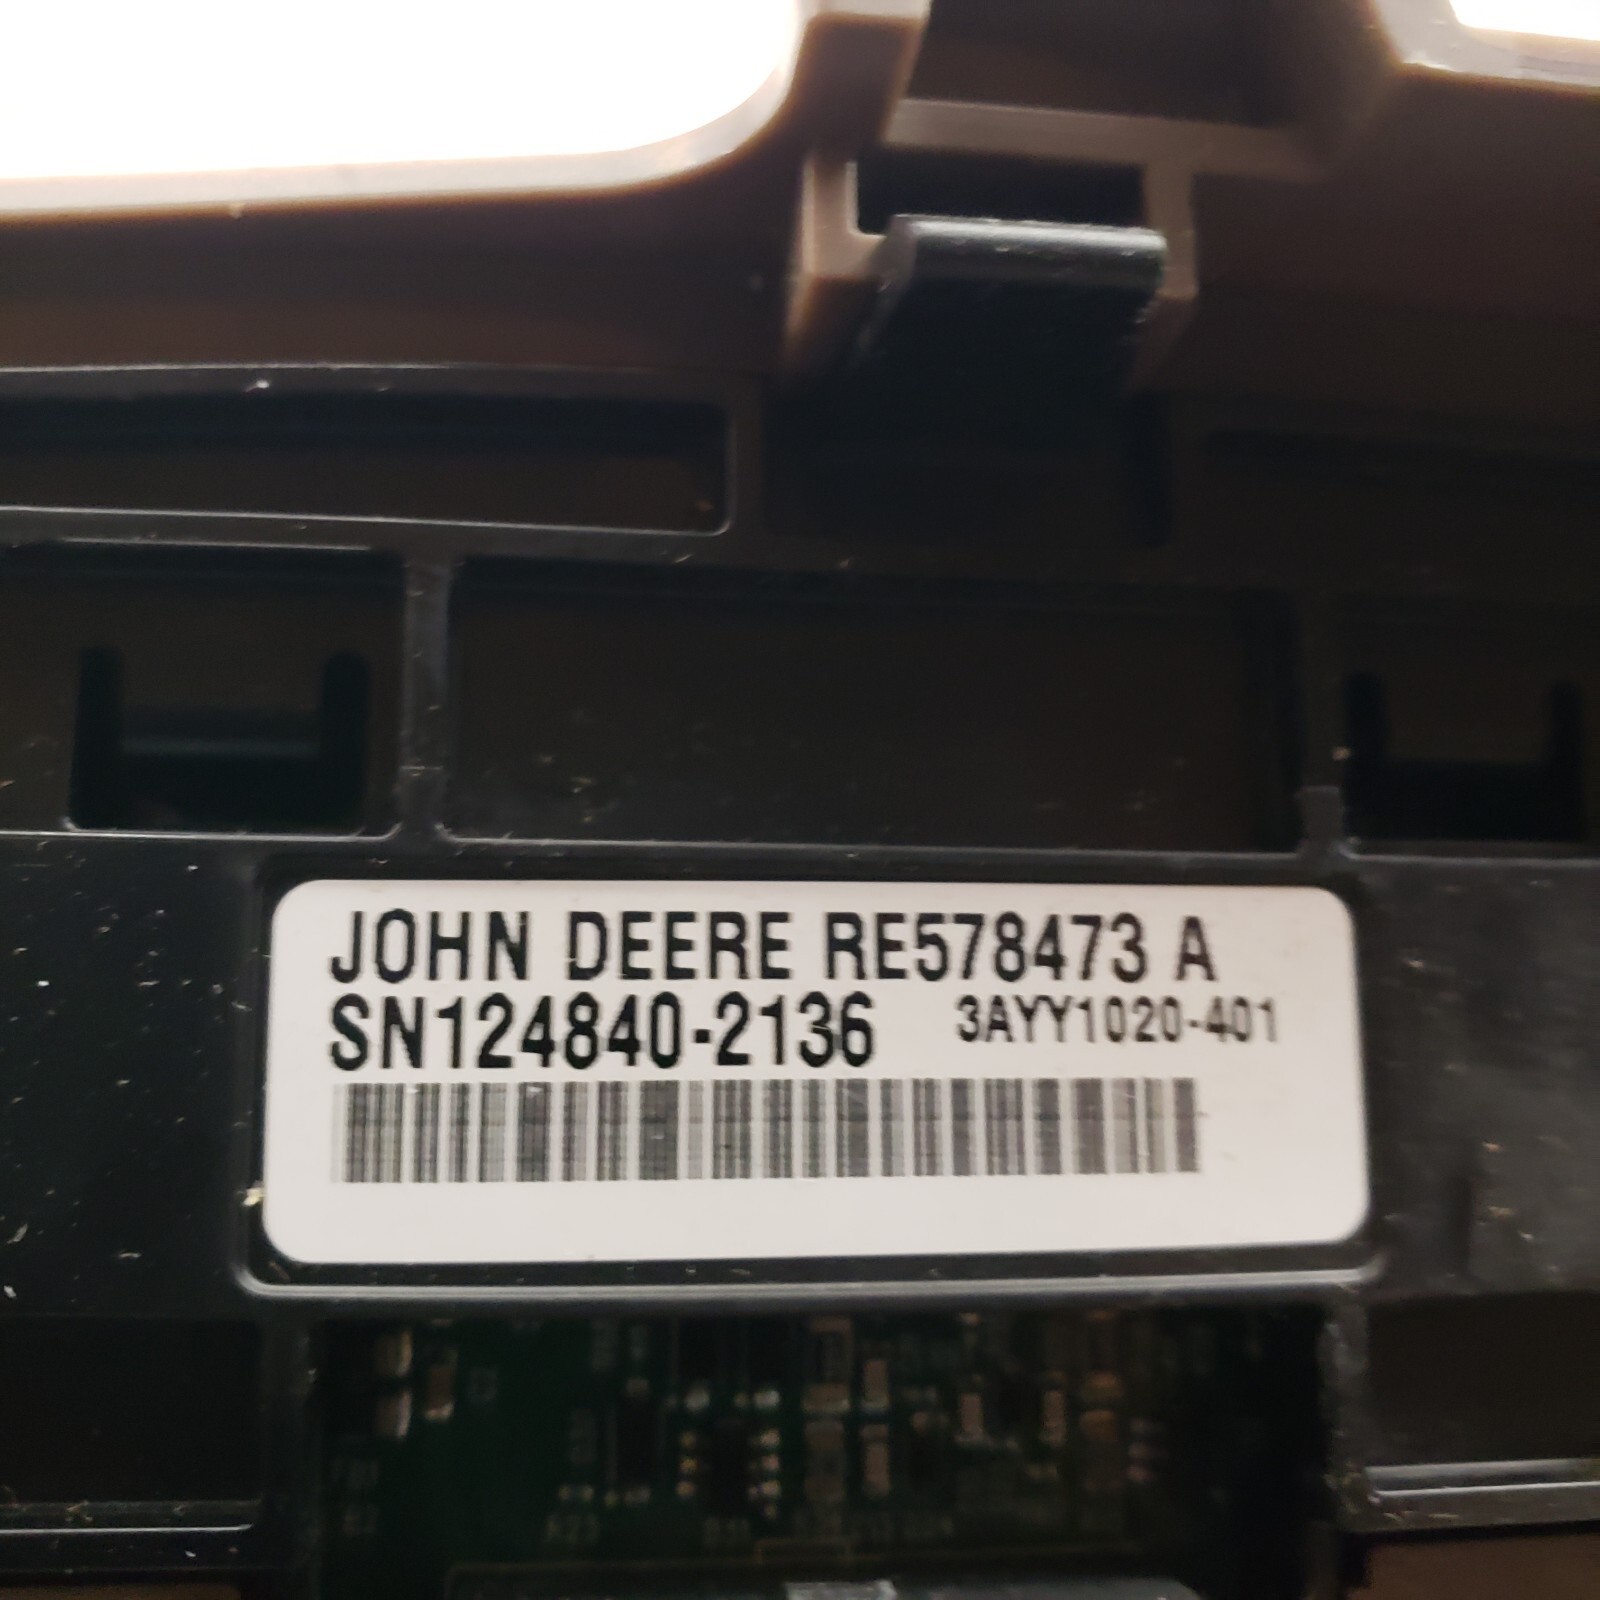 JOHN DEERE RE578473 A
SN124840-2136 3AYY1020-401